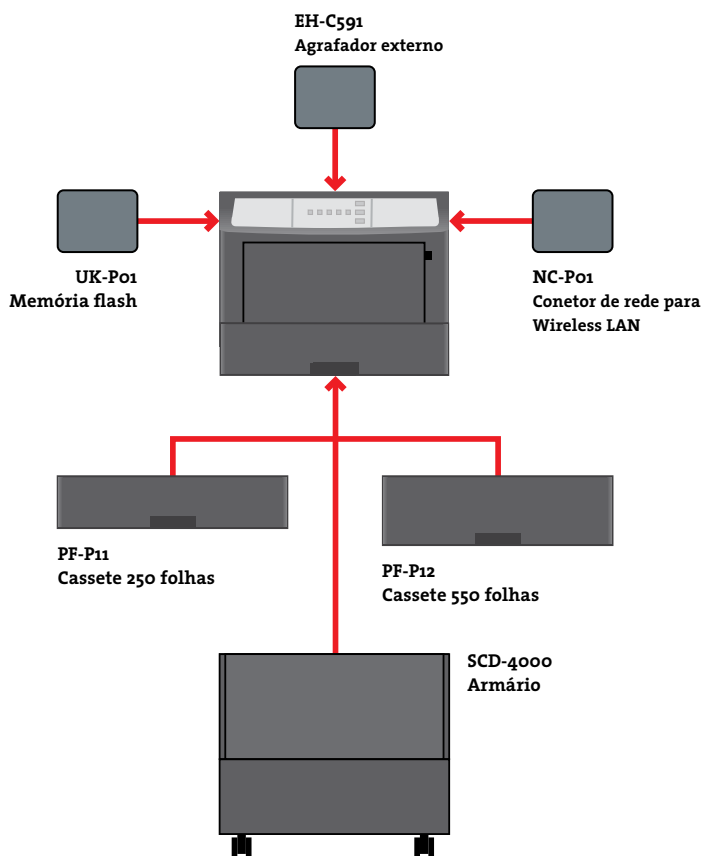 EH-C591
Agrafador externo
UK-P01
Memória flash
NC-P01
Conetor de rede para
Wireless LAN
PF-P11
Cassete 250 folhas
PF-P12
Cassete 550 folhas
SCD-4000
Armário